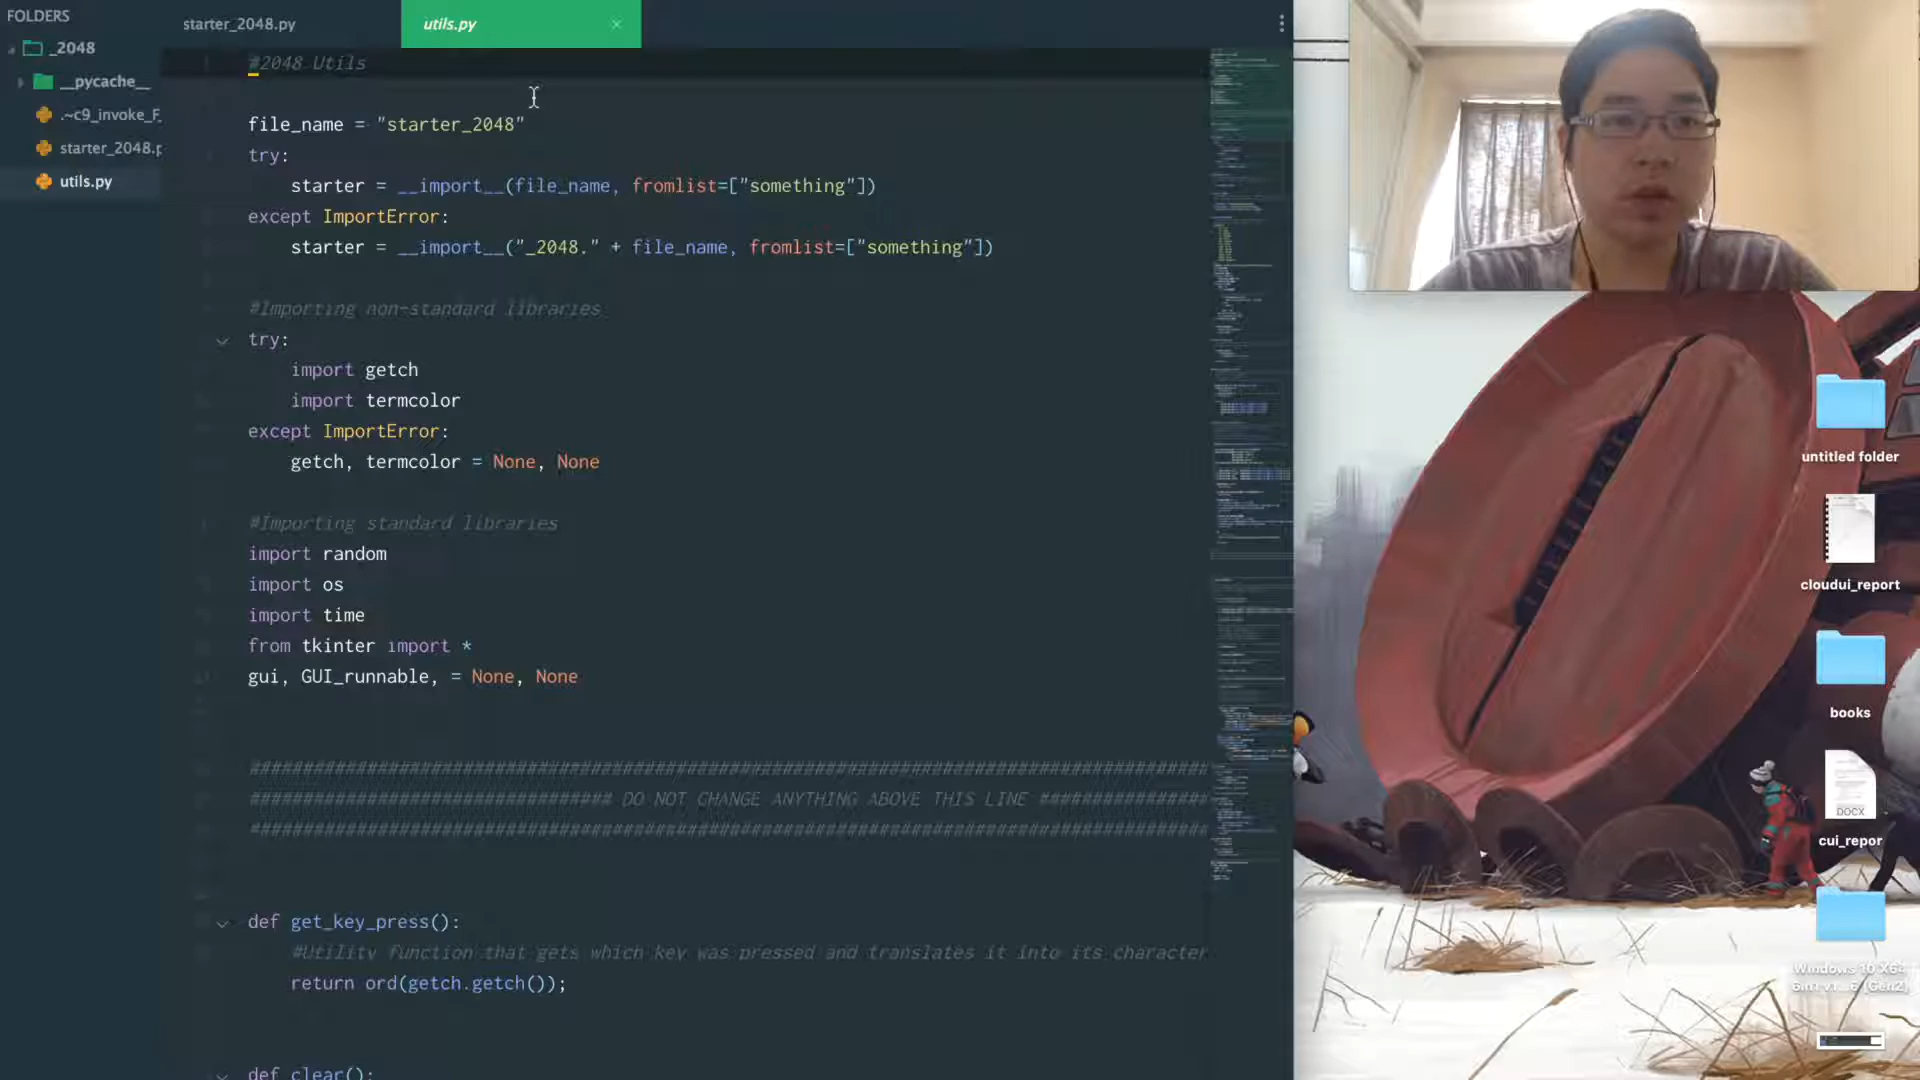 FOLDERS
_2048
__pycache__
.~c9_invoke_F
starter_2048.p
utils.py
starter_2048.py
utils.py
#2048 Utils
file_name = "starter_2048"
try:
starter = __import__(file_name, fromlist=["something"])
except ImportError:
starter = __import__("_2048." + file_name, fromlist=["something"])
#Importing non-standard libraries
try:
import getch
import termcolor
except ImportError:
getch, termcolor = None, None
#Importing standard libraries
import random
import os
import time
from tkinter import *
gui, GUI_runnable, = None, None
DO NOT CHANGE ANYTHING ABOVE THIS LINE
def get_key_press():
#Utility function that gets which key was pressed and translates it into its character
return ord(getch.getch());
def clear():
untitled folder
cloudui_report
books
DOCX
cui_repor
Windows 10 X64